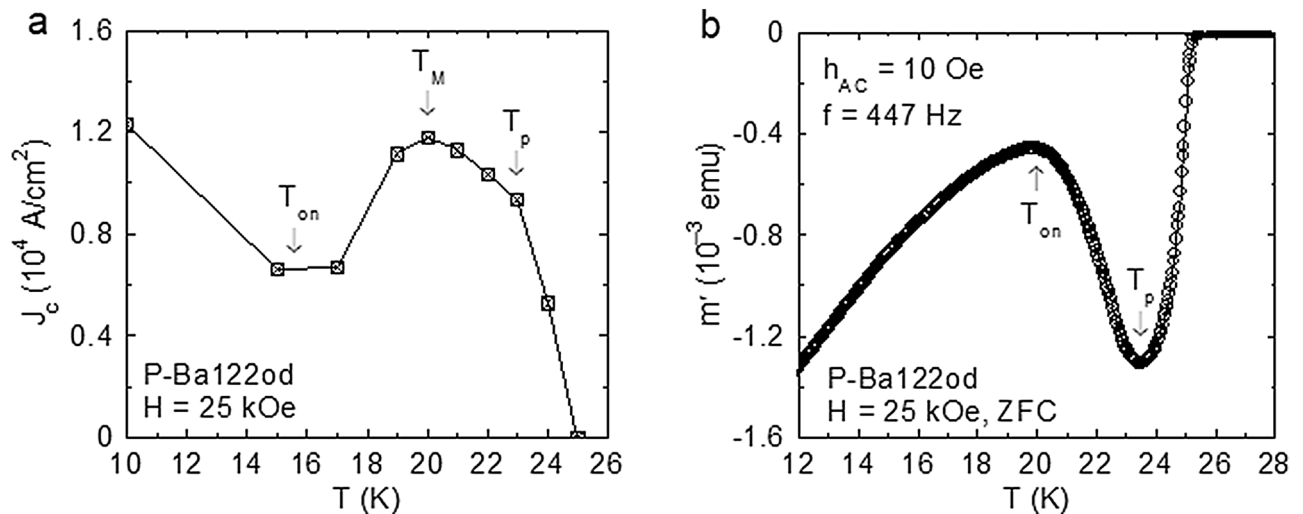 a
1.6
1.2
0.8
0.4
0
J_c (10^4 A/cm^2)
T_on
T_M
T_p
P-Ba122od
H = 25 kOe
10 12 14 16 18 20 22 24 26
T (K)
b
0
-0.4
-0.8
-1.2
-1.6
m′ (10^−3 emu)
h_AC = 10 Oe
f = 447 Hz
T_on
T_p
P-Ba122od
H = 25 kOe, ZFC
12 14 16 18 20 22 24 26 28
T (K)